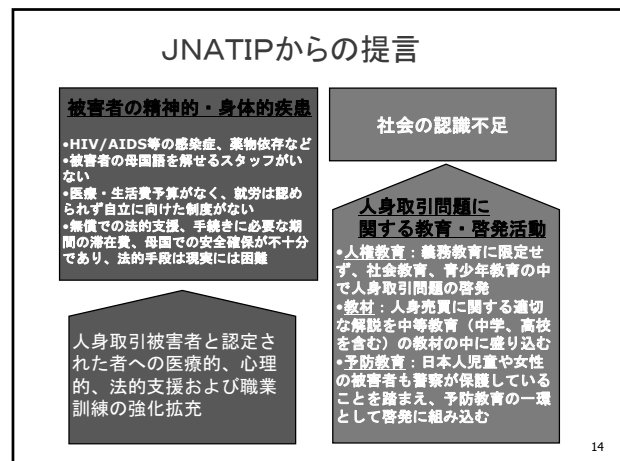 JNATIPからの提言
被害者の精神的・身体的疾患
•HIV/AIDS等の感染症、薬物依存など
•被害者の母国語を解せるスタッフがい
ない
•医療・生活費予算がなく、就労は認め
られず自立に向けた制度がない
•無償での法的支援、手続きに必要な期
間の滞在費、母国での安全確保が不十分
であり、法的手段は現実には困難
人身取引被害者と認定さ
れた者への医療的、心理
的、法的支援および職業
訓練の強化拡充
社会の認識不足
人身取引問題に
関する教育・啓発活動
•人権教育：義務教育に限定せ
ず、社会教育、青少年教育の中
で人身取引問題の啓発
•教材：人身売買に関する適切
な解説を中等教育（中学、高校
を含む）の教材の中に盛り込む
•予防教育：日本人児童や女性
の被害者も警察が保護している
ことを踏まえ、予防教育の一環
として啓発に組み込む
14